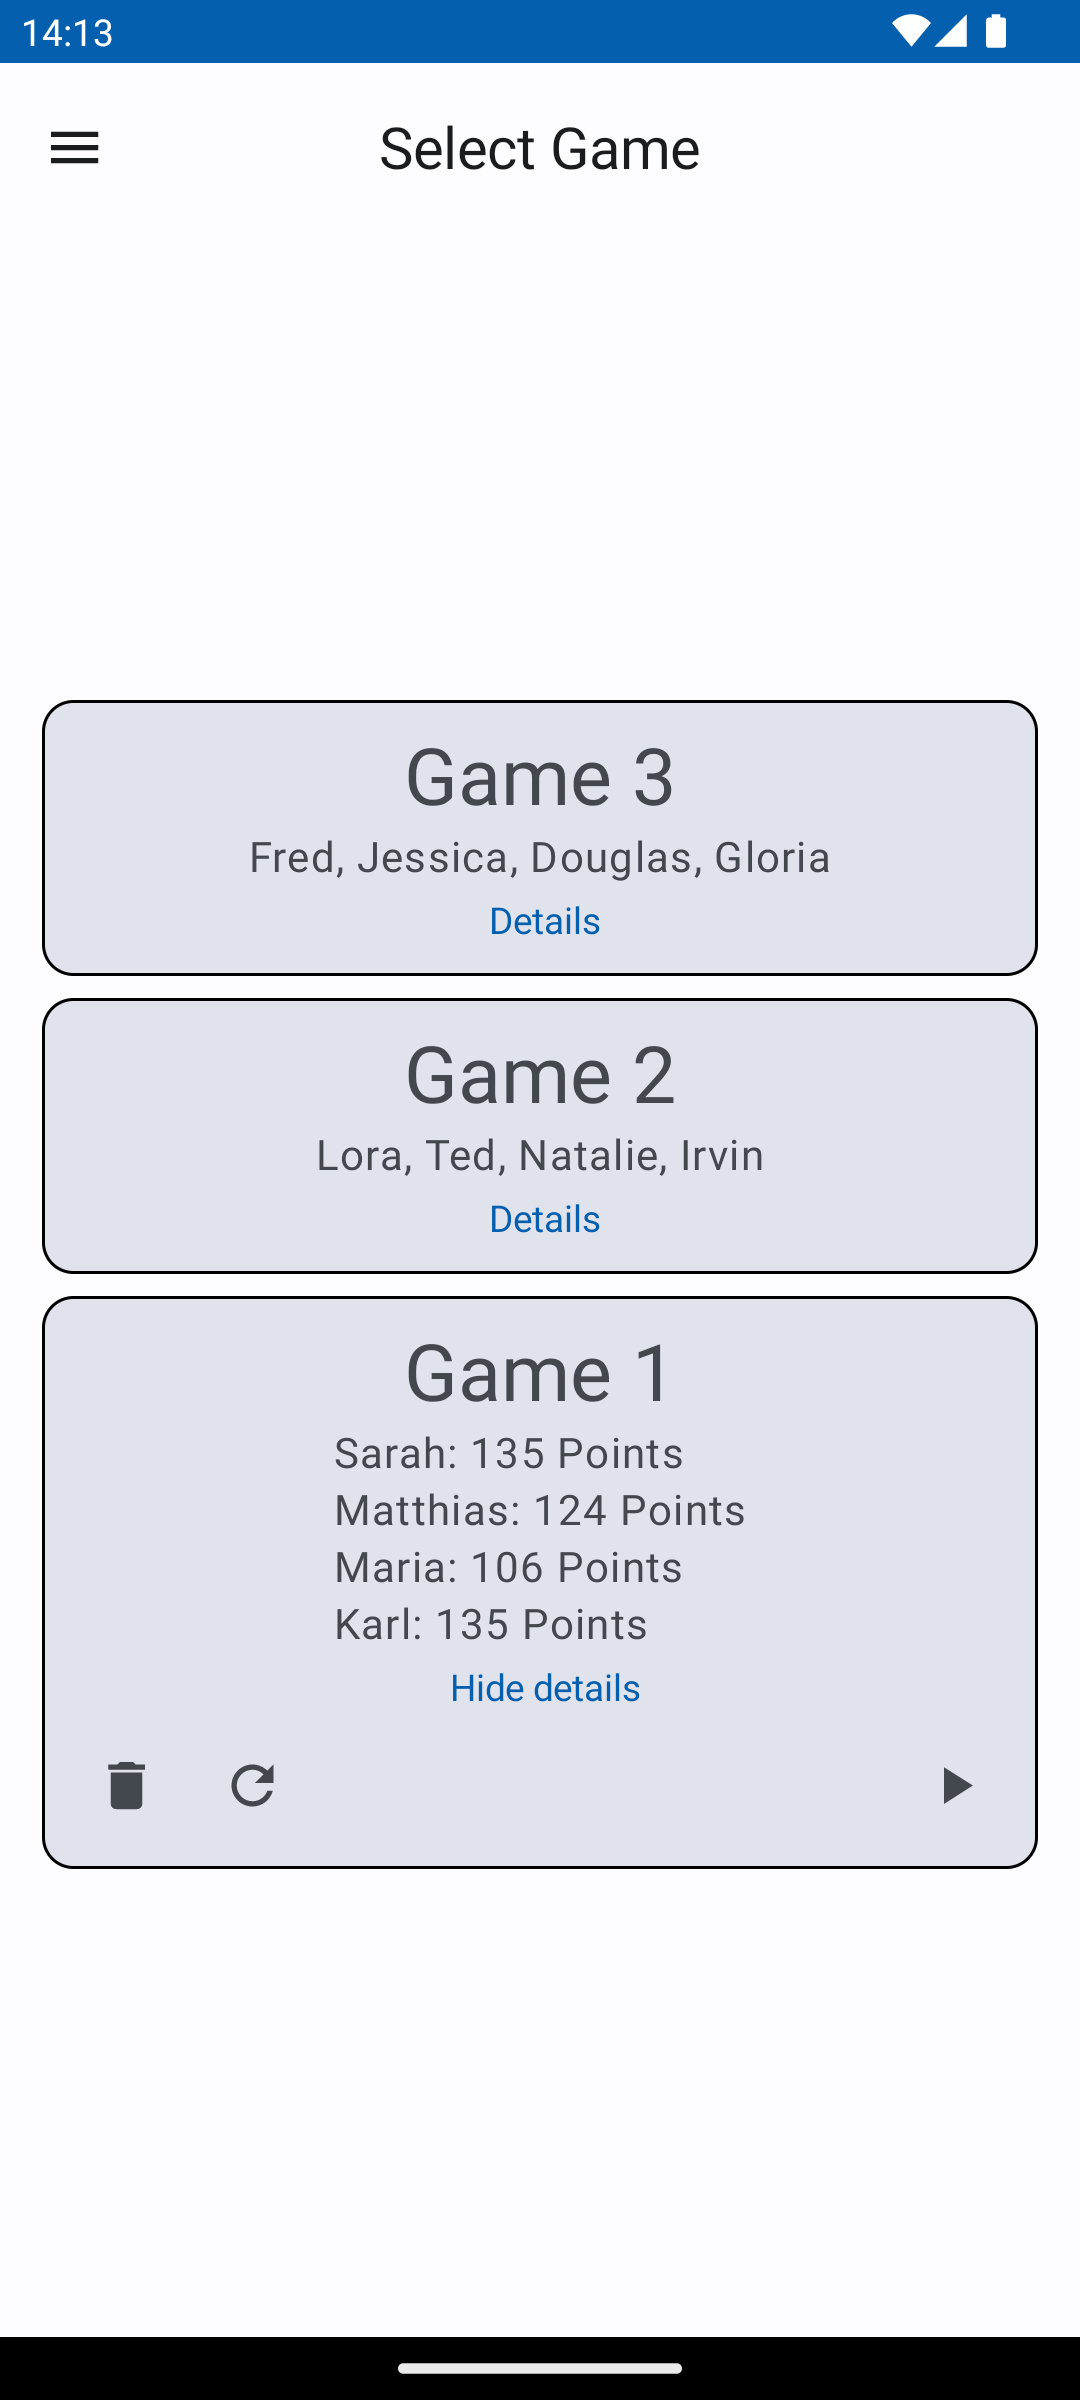 14:13
Select Game
Game 3
Fred, Jessica, Douglas, Gloria
Details
Game 2
Lora, Ted, Natalie, Irvin
Details
Game 1
Sarah: 135 Points
Matthias: 124 Points
Maria: 106 Points
Karl: 135 Points
Hide details